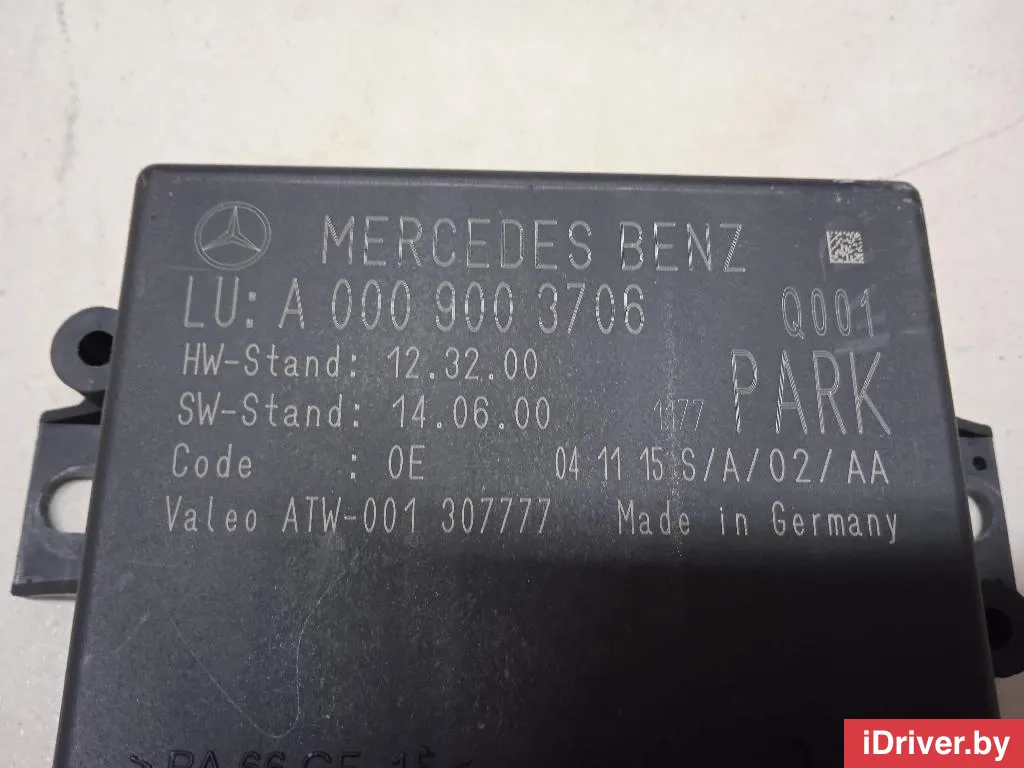 MERCEDES BENZ
LU: A 000 900 3706 Q001
HW-Stand: 12.32.00
SW-Stand: 14.06.00 1177 PARK
Code : 0E 04 11 15 S/A/02/AA
Valeo ATW-001 307777 Made in Germany
iDriver.by